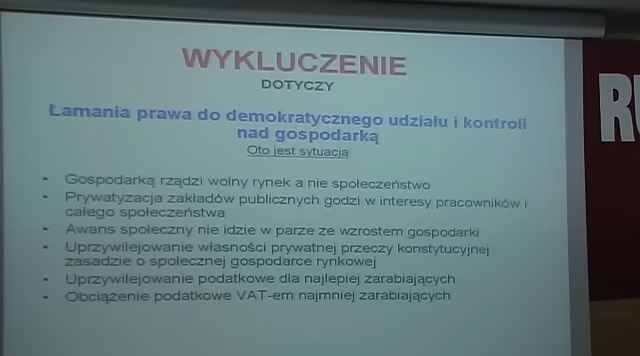 WYKLUCZENIE
DOTYCZY
Łamania prawa do demokratycznego udziału i kontroli
nad gospodarką
Oto jest sytuacja
• Gospodarką rządzi wolny rynek a nie społeczeństwo
• Prywatyzacja zakładów publicznych godzi w interesy pracowników i
całego społeczeństwa
• Awans społeczny nie idzie w parze ze wzrostem gospodarki
• Uprzywilejowanie własności prywatnej przeczy konstytucyjnej
zasadzie o społecznej gospodarce rynkowej
• Uprzywilejowanie podatkowe dla najlepiej zarabiających
• Obciążenie podatkowe VAT-em najmniej zarabiających